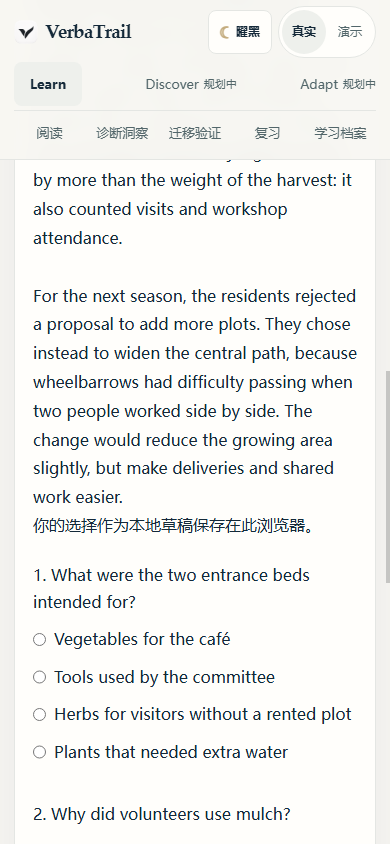 VerbaTrail
曜黑
真实
演示
Learn
Discover 规划中
Adapt 规划中
阅读
诊断洞察
迁移验证
复习
学习档案
by more than the weight of the harvest: it
also counted visits and workshop
attendance.
For the next season, the residents rejected
a proposal to add more plots. They chose
instead to widen the central path, because
wheelbarrows had difficulty passing when
two people worked side by side. The
change would reduce the growing area
slightly, but make deliveries and shared
work easier.
你的选择作为本地草稿保存在此浏览器。
1. What were the two entrance beds
intended for?
Vegetables for the café
Tools used by the committee
Herbs for visitors without a rented plot
Plants that needed extra water
2. Why did volunteers use mulch?